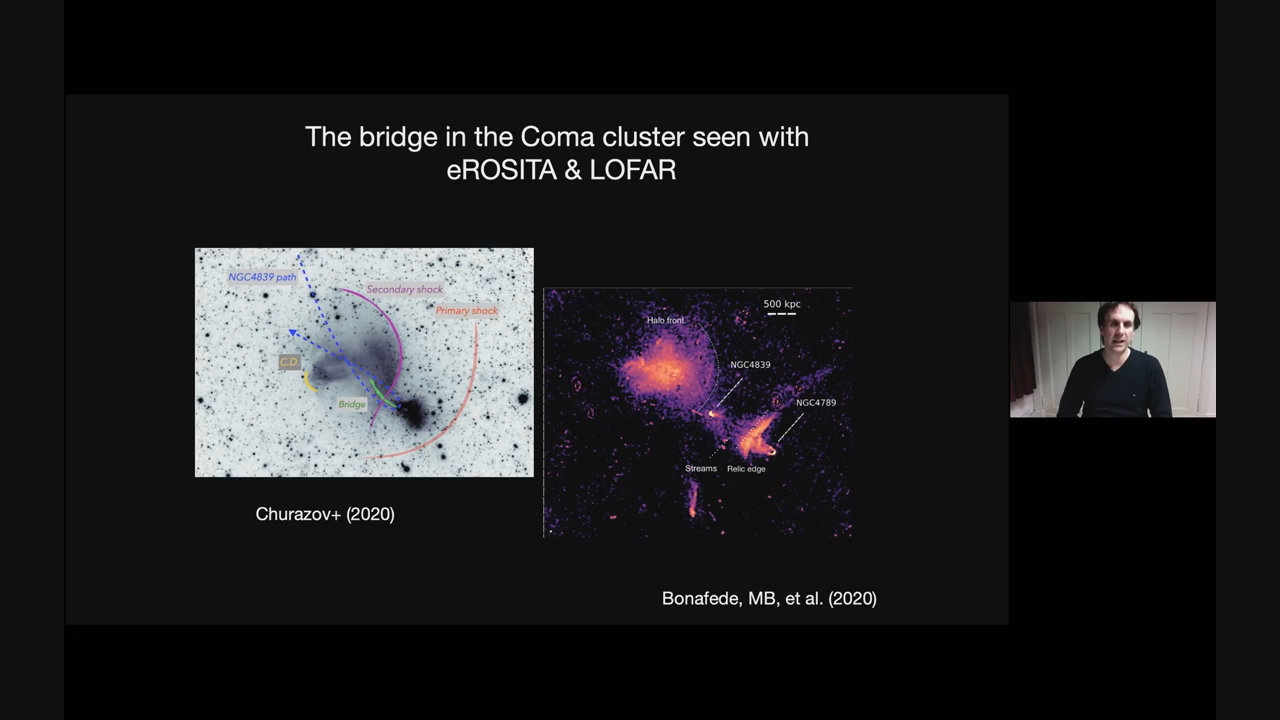 The bridge in the Coma cluster seen with
eROSITA & LOFAR
NGC4839 path
Secondary shock
Primary shock
C.D
Bridge
500 kpc
Halo front
NGC4839
NGC4789
Streams
Relic edge
Churazov+ (2020)
Bonafede, MB, et al. (2020)